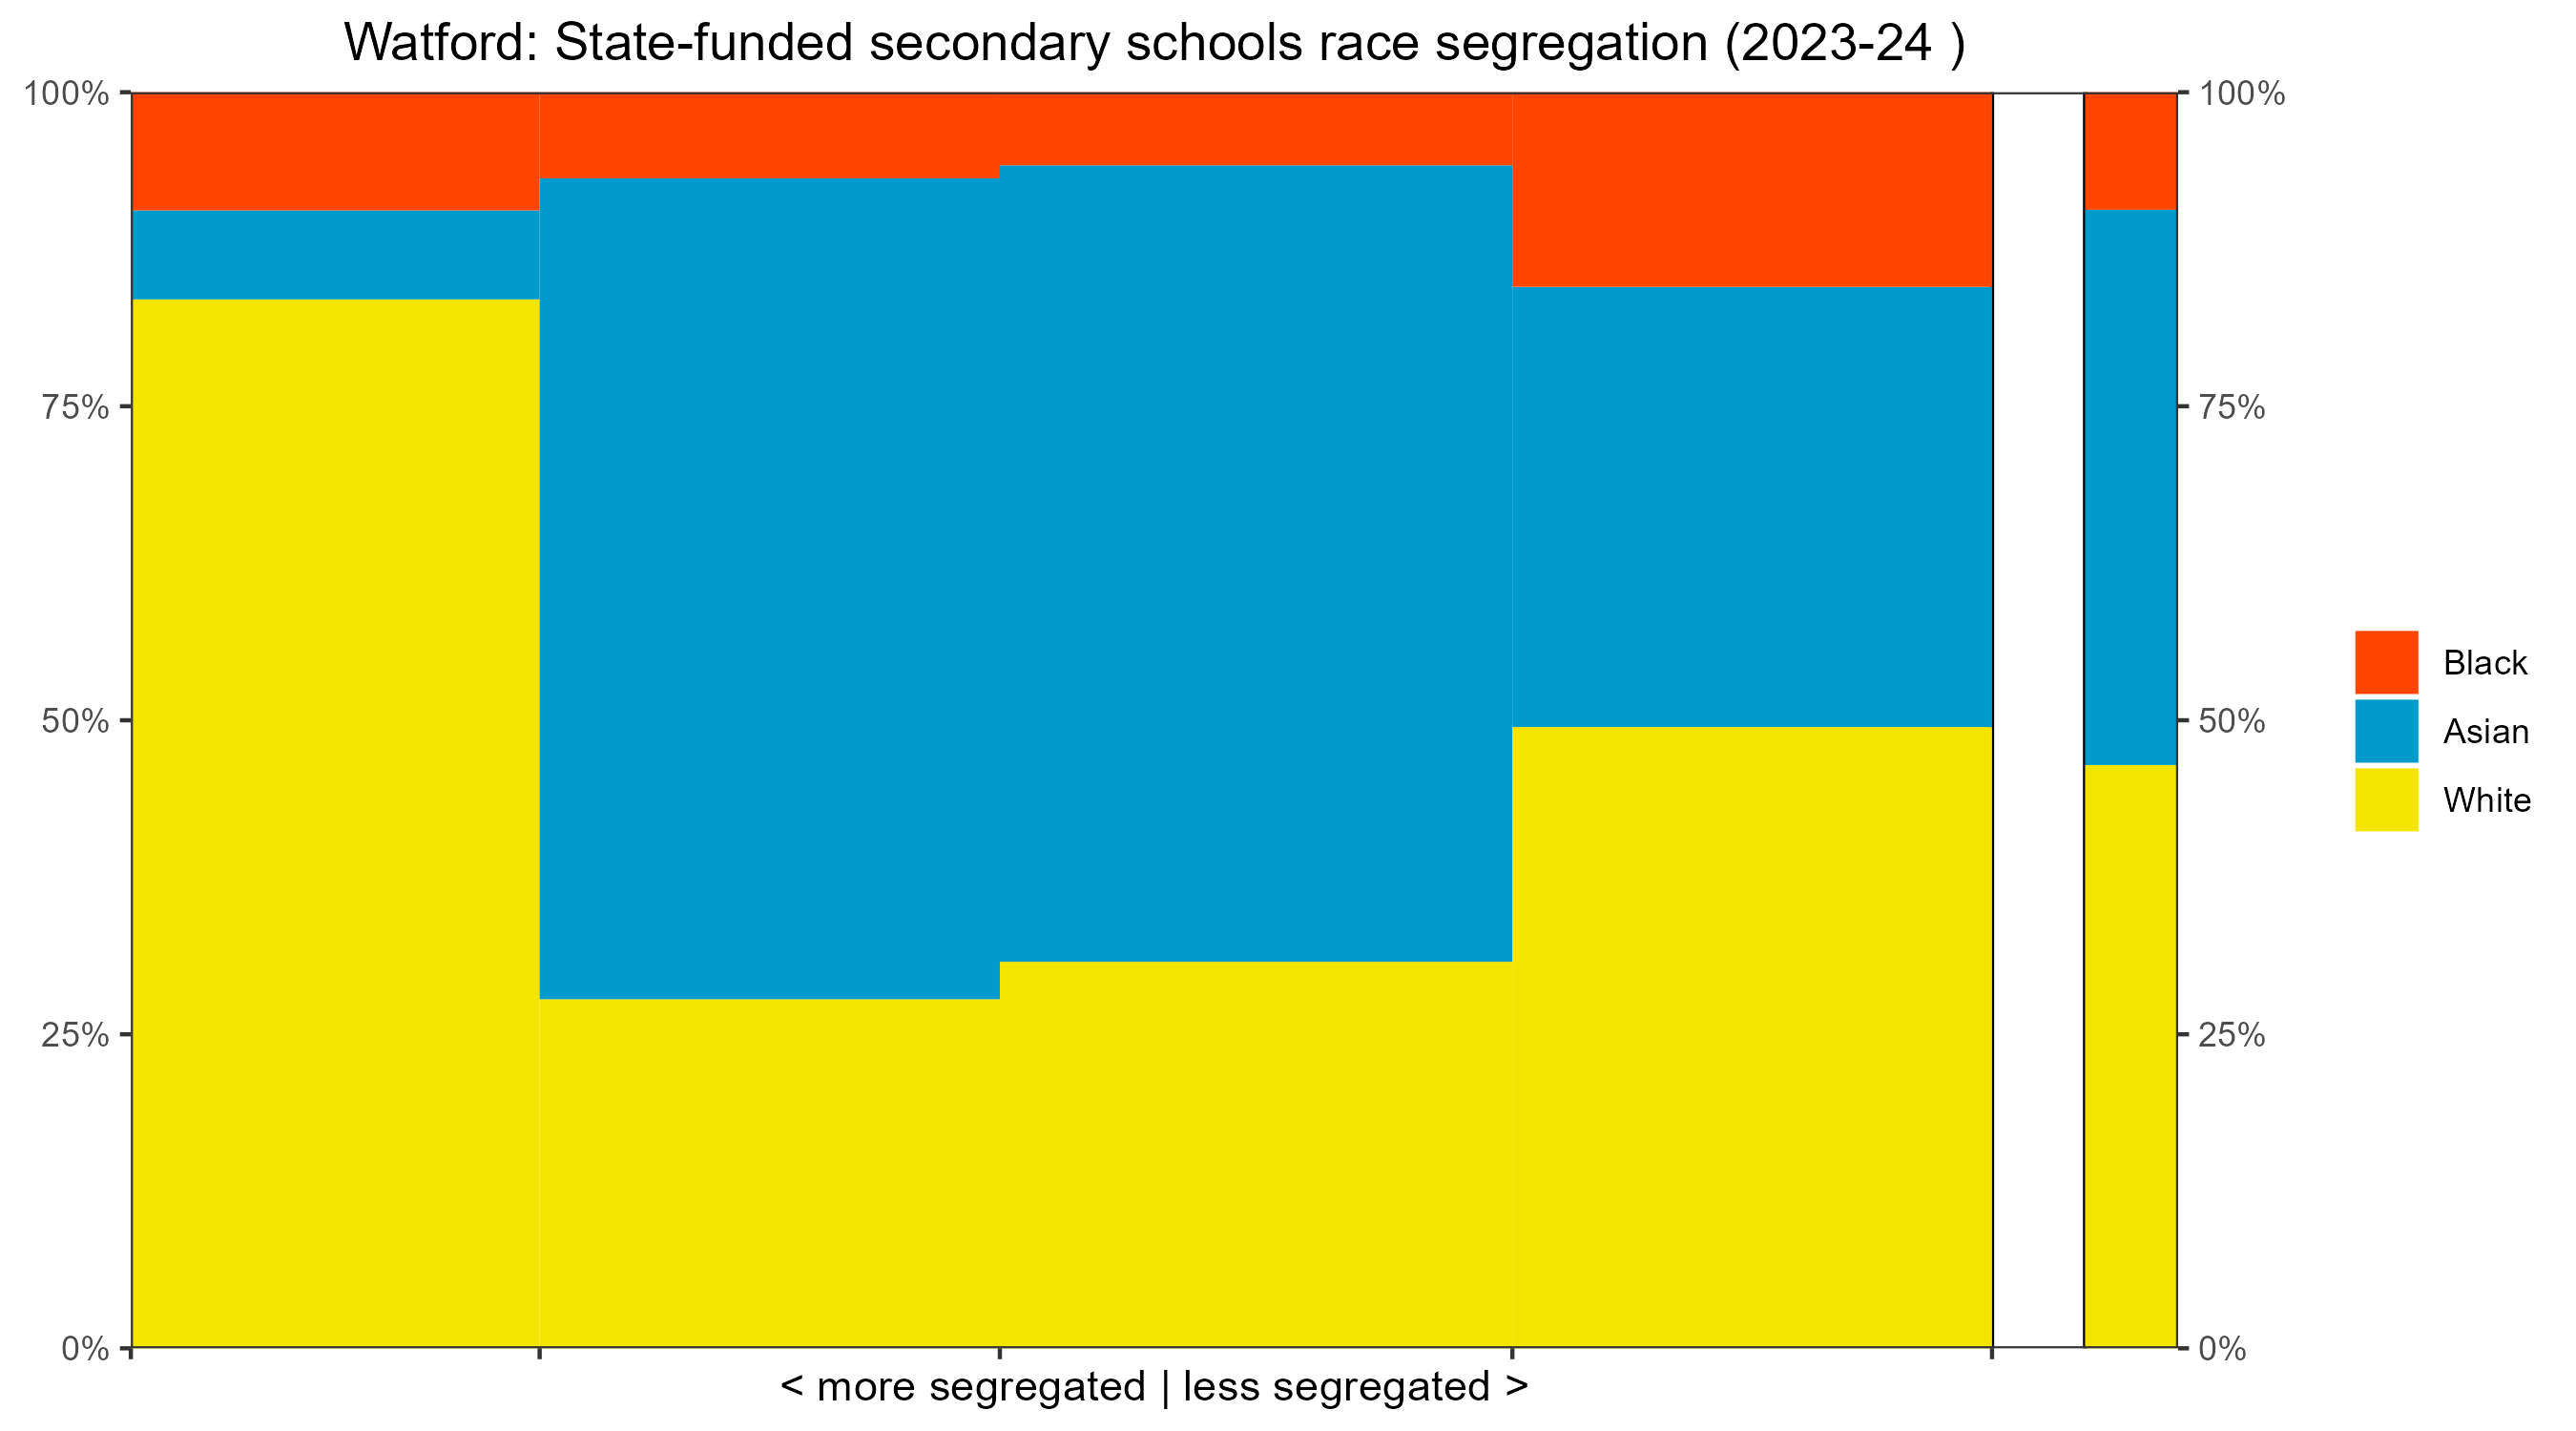 Watford: State-funded secondary schools race segregation (2023-24 )
100%
75%
50%
25%
0%
100%
75%
50%
25%
0%
Black
Asian
White
< more segregated | less segregated >